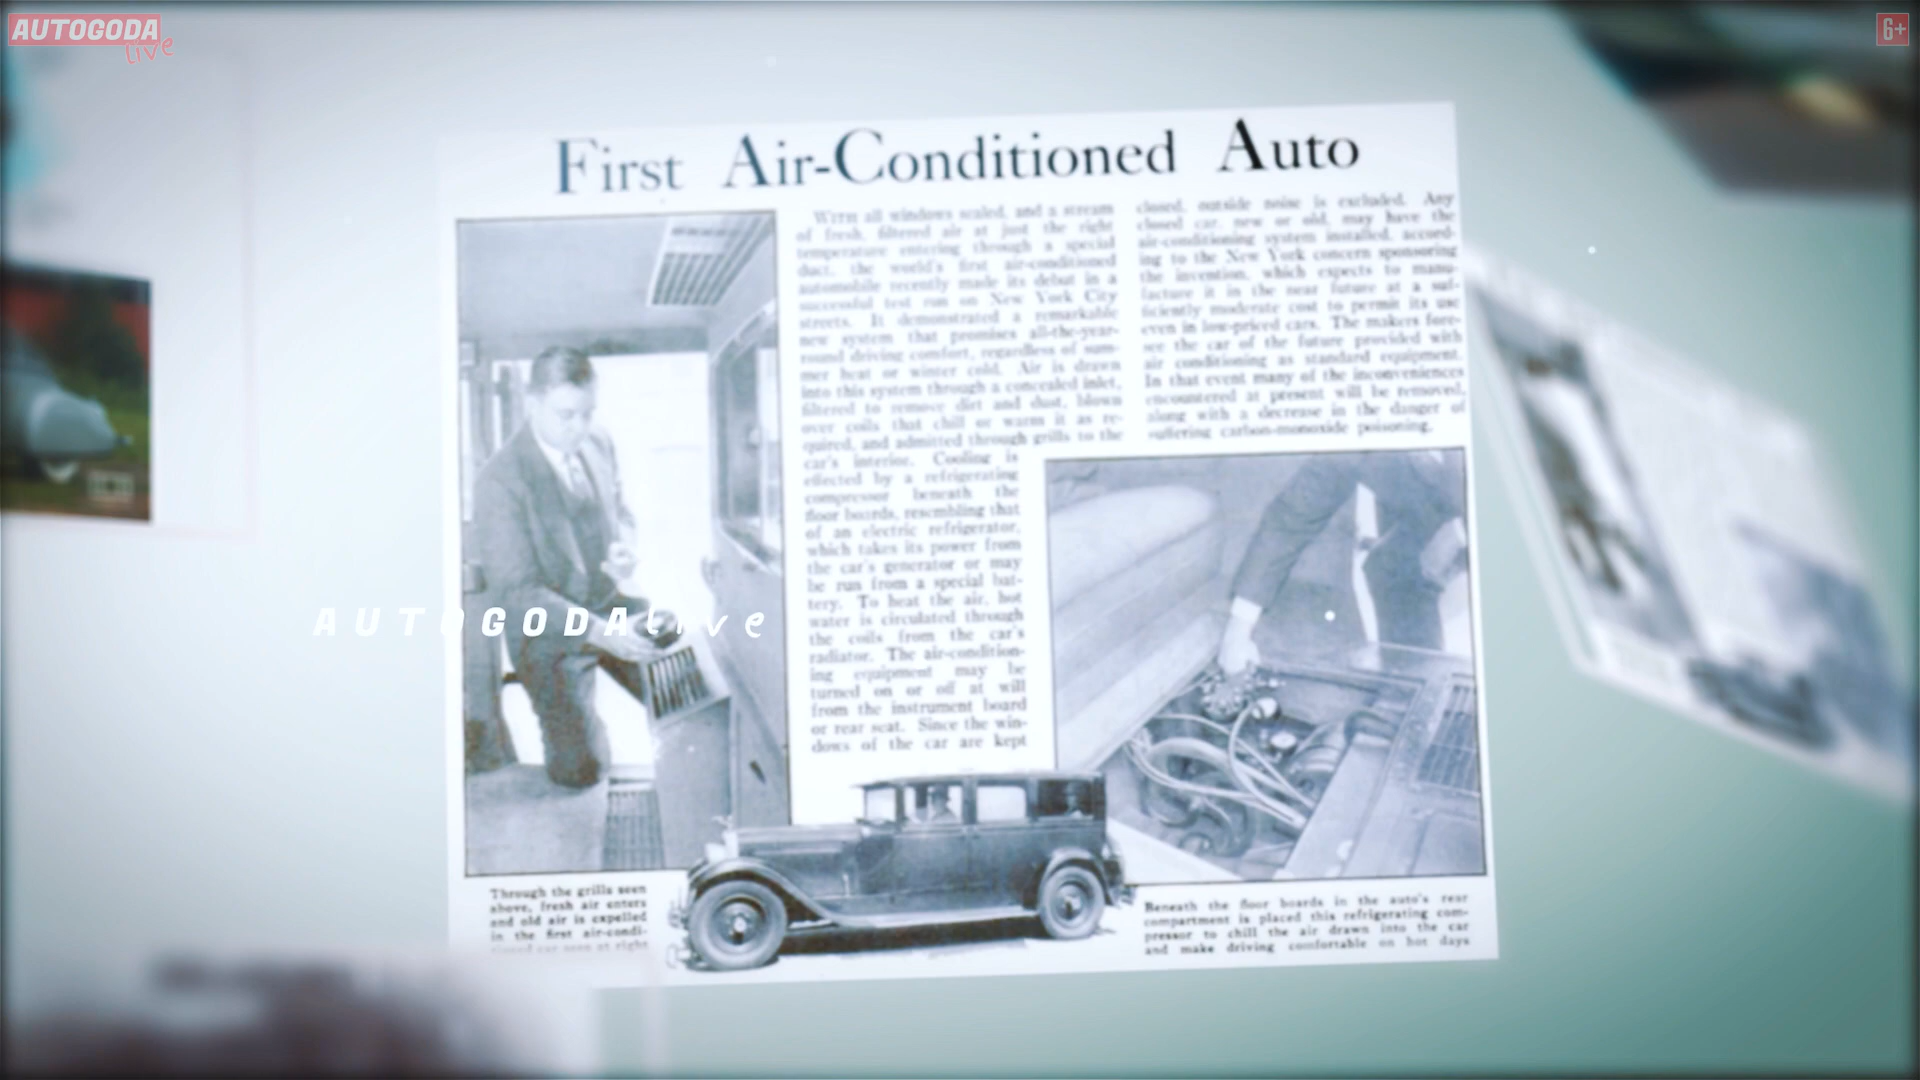 AUTOGODA
live
6+
First Air-Conditioned Auto
With all windows sealed, and a stream
of fresh, filtered air at just the right
temperature entering through a special
duct, the world's first air-conditioned
automobile recently made its debut in a
successful test run on New York City
streets. It demonstrated a remarkable
new system that promises all-the-year-
round driving comfort, regardless of sum-
mer heat or winter cold. Air is drawn
into this system through a concealed inlet,
filtered to remove dirt and dust, blown
over coils that chill or warm it as re-
quired, and admitted through grills to the
car's interior. Cooling is
effected by a refrigerating
compressor beneath the
floor boards, resembling that
of an electric refrigerator,
which takes its power from
the car's generator or may
be run from a special bat-
tery. To heat the air, hot
water is circulated through
the coils from the car's
radiator. The air-condition-
ing equipment may be
turned on or off at will
from the instrument board
or rear seat. Since the win-
dows of the car are kept
closed, outside noise is excluded. Any
closed car, new or old, may have the
air-conditioning system installed, accord-
ing to the New York concern sponsoring
the invention, which expects to manu-
facture it in the near future at a suf-
ficiently moderate cost to permit its use
even in low-priced cars. The makers fore-
see the car of the future provided with
air conditioning as standard equipment.
In that event many of the inconveniences
encountered at present will be removed,
along with a decrease in the danger of
suffering carbon-monoxide poisoning.
AUTOGODAlive
Through the grills seen
above, fresh air enters
and old air is expelled
in the first air-condi-
tioned car seen at right
Beneath the floor boards in the auto's rear
compartment is placed this refrigerating com-
pressor to chill the air drawn into the car
and make driving comfortable on hot days